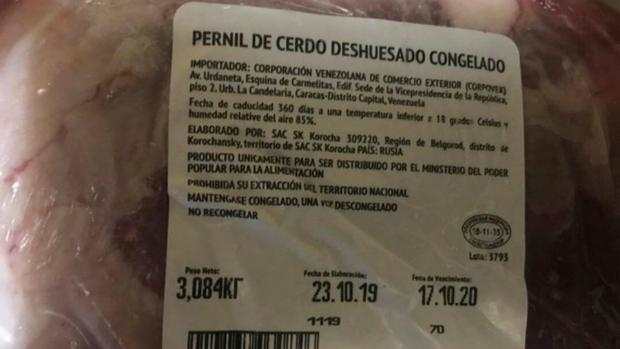 PERNIL DE CERDO DESHUESADO CONGELADO
IMPORTADOR: CORPORACIÓN VENEZOLANA DE COMERCIO EXTERIOR (CORPOVEX)
Av. Urdaneta, Esquina de Carmelitas, Edif. Sede de la Vicepresidencia de la República,
piso 2. Urb. La Candelaria, Caracas-Distrito Capital, Venezuela
Fecha de caducidad 360 días a una temperatura inferior a 18 grados Celsius y
humedad relative del aire 85%.
ELABORADO POR: SAC SK Korocha 309220, Región de Belgorod, distrito de
Korochansky, territorio de SAC SK Korocha PAÍS: RUSIA
PRODUCTO UNICAMENTE PARA SER DISTRIBUIDO POR EL MINISTERIO DEL PODER
POPULAR PARA LA ALIMENTACIÓN
PROHIBIDA SU EXTRACCIÓN DEL TERRITORIO NACIONAL
MANTENGASE CONGELADO, UNA VEZ DESCONGELADO
NO RECONGELAR
Lote: 3793
Peso Neto:
3,084КГ
Fecha de Elaboración:
23.10.19
1119
Fecha de Vencimiento:
17.10.20
70